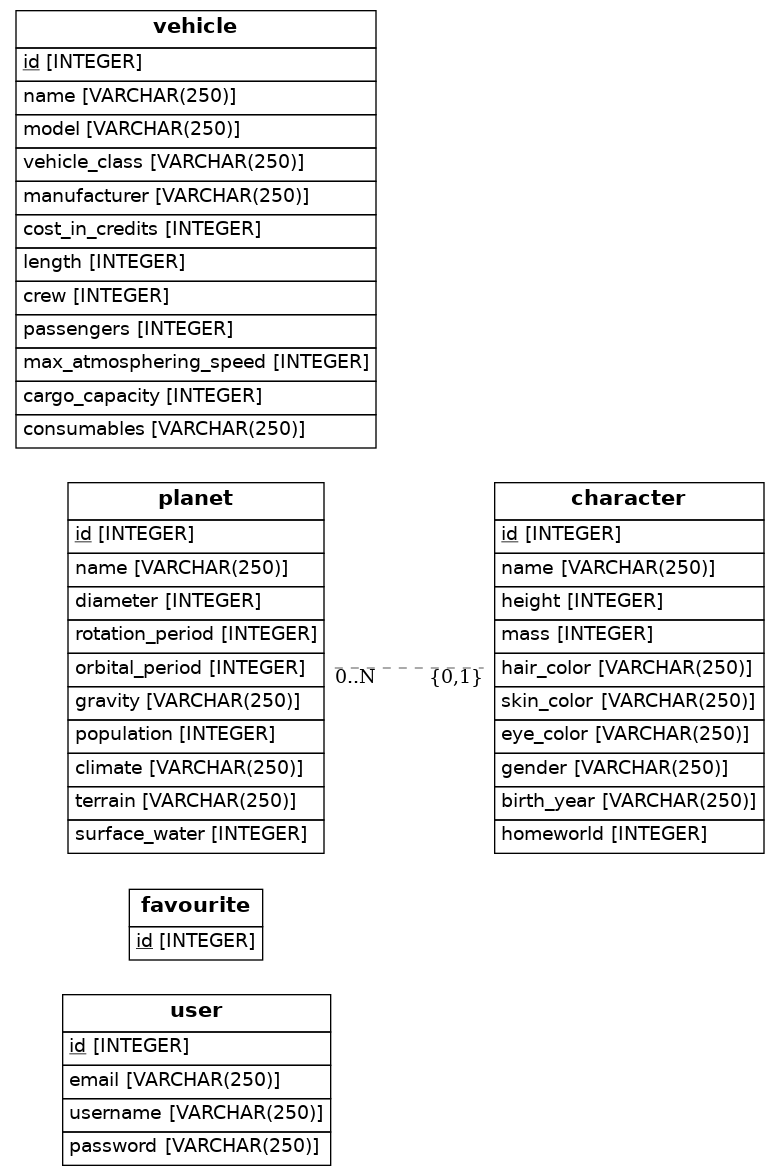 vehicle
id [INTEGER]
name [VARCHAR(250)]
model [VARCHAR(250)]
vehicle_class [VARCHAR(250)]
manufacturer [VARCHAR(250)]
cost_in_credits [INTEGER]
length [INTEGER]
crew [INTEGER]
passengers [INTEGER]
max_atmosphering_speed [INTEGER]
cargo_capacity [INTEGER]
consumables [VARCHAR(250)]
planet
id [INTEGER]
name [VARCHAR(250)]
diameter [INTEGER]
rotation_period [INTEGER]
orbital_period [INTEGER]
gravity [VARCHAR(250)]
population [INTEGER]
climate [VARCHAR(250)]
terrain [VARCHAR(250)]
surface_water [INTEGER]
0..N
{0,1}
character
id [INTEGER]
name [VARCHAR(250)]
height [INTEGER]
mass [INTEGER]
hair_color [VARCHAR(250)]
skin_color [VARCHAR(250)]
eye_color [VARCHAR(250)]
gender [VARCHAR(250)]
birth_year [VARCHAR(250)]
homeworld [INTEGER]
favourite
id [INTEGER]
user
id [INTEGER]
email [VARCHAR(250)]
username [VARCHAR(250)]
password [VARCHAR(250)]